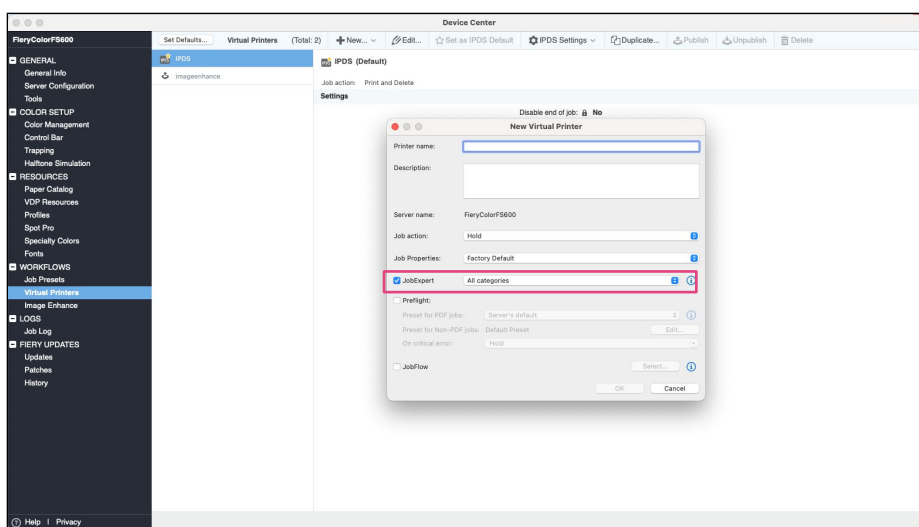 Device Center
FieryColorFS600
Set Defaults... Virtual Printers (Total: 2) New... Edit... Set as IPDS Default IPDS Settings Duplicate... Publish Unpublish Delete
GENERAL
General Info
Server Configuration
Tools
COLOR SETUP
Color Management
Control Bar
Trapping
Halftone Simulation
RESOURCES
Paper Catalog
VDP Resources
Profiles
Spot Pro
Specialty Colors
Fonts
WORKFLOWS
Job Presets
Virtual Printers
Image Enhance
LOGS
Job Log
FIERY UPDATES
Updates
Patches
History
Help | Privacy
IPDS
imageenhance
IPDS (Default)
Job action: Print and Delete
Settings
Disable end of job: No
New Virtual Printer
Printer name:
Description:
Server name: FieryColorFS600
Job action: Hold
Job Properties: Factory Default
JobExpert All categories
Preflight:
Preset for PDF jobs: Server's default
Preset for Non-PDF jobs: Default Preset Edit...
On critical error: Hold
JobFlow Select...
OK Cancel